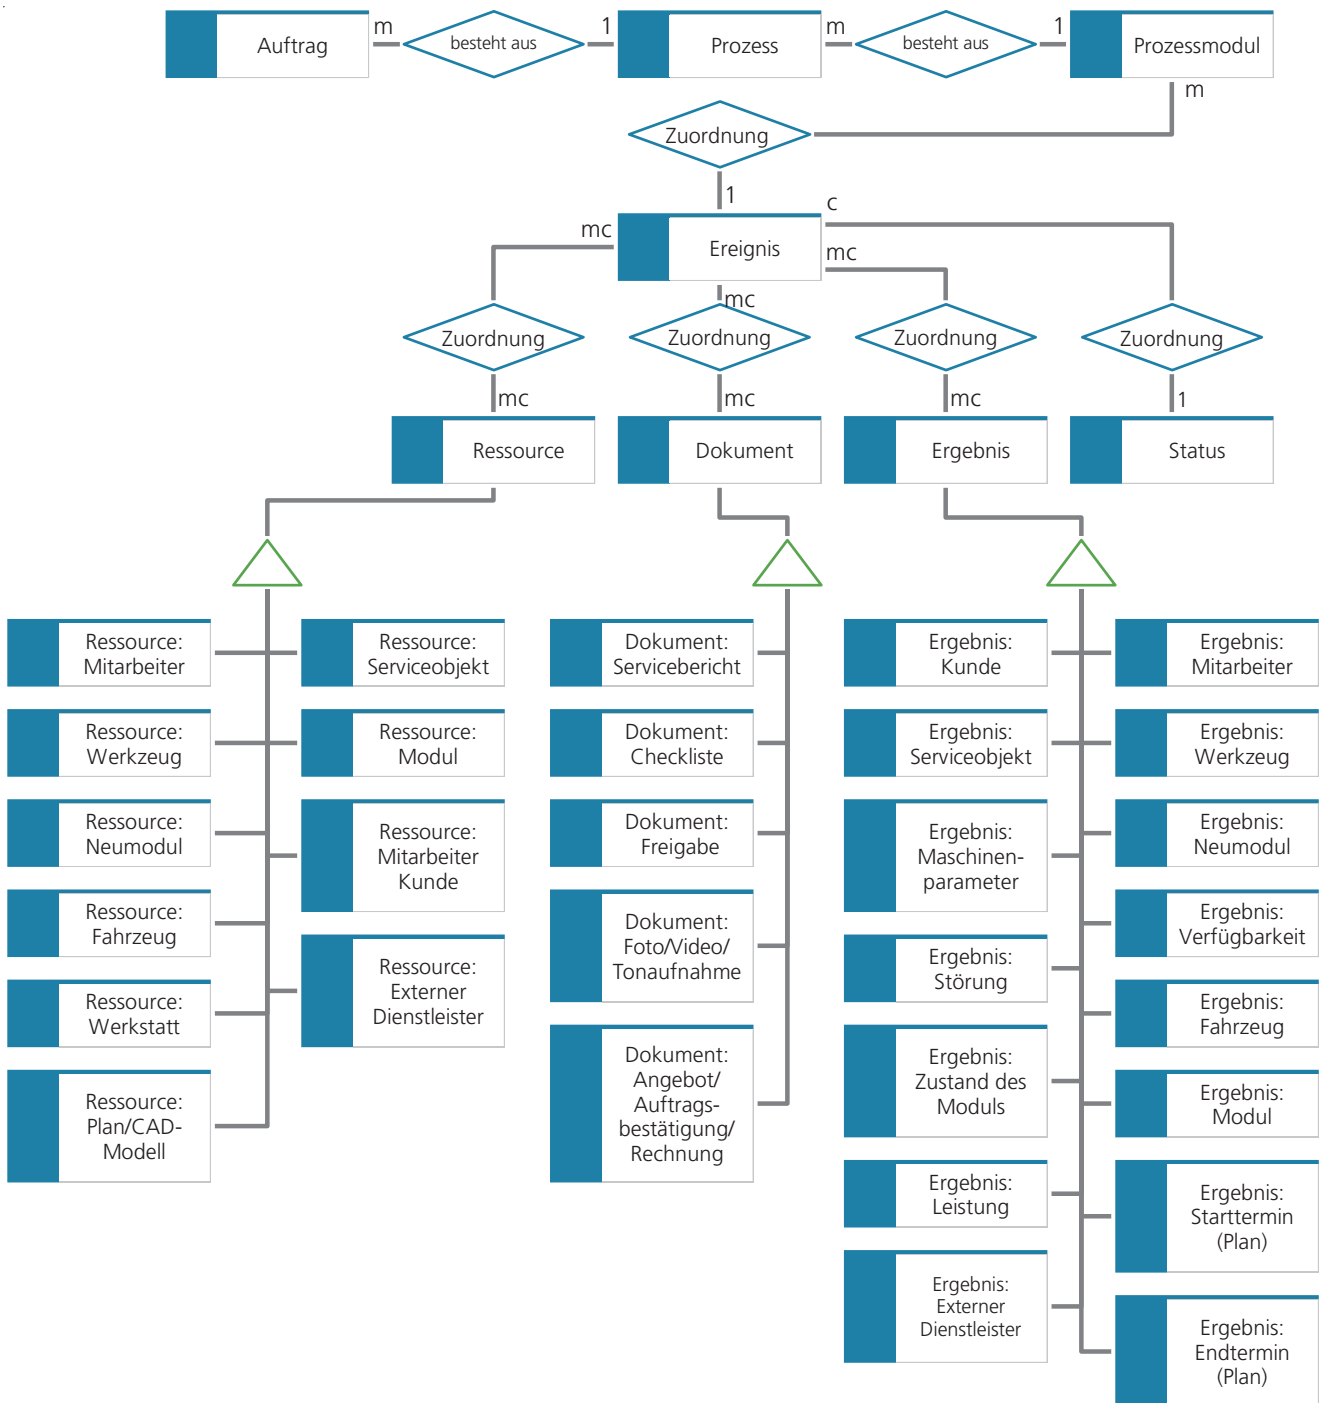 m
1
m
1
Auftrag
besteht aus
Prozess
besteht aus
Prozessmodul
m
Zuordnung
1
c
mc
Ereignis
mc
mc
Zuordnung
Zuordnung
Zuordnung
Zuordnung
mc
mc
mc
1
Ressource
Dokument
Ergebnis
Status
Ressource:
Mitarbeiter
Ressource:
Serviceobjekt
Ressource:
Werkzeug
Ressource:
Modul
Ressource:
Neumodul
Ressource:
Mitarbeiter
Kunde
Ressource:
Fahrzeug
Ressource:
Externer
Dienstleister
Ressource:
Werkstatt
Ressource:
Plan/CAD-
Modell
Dokument:
Servicebericht
Dokument:
Checkliste
Dokument:
Freigabe
Dokument:
Foto/Video/
Tonaufnahme
Dokument:
Angebot/
Auftrags-
bestätigung/
Rechnung
Ergebnis:
Kunde
Ergebnis:
Mitarbeiter
Ergebnis:
Serviceobjekt
Ergebnis:
Werkzeug
Ergebnis:
Maschinen-
parameter
Ergebnis:
Neumodul
Ergebnis:
Verfügbarkeit
Ergebnis:
Störung
Ergebnis:
Fahrzeug
Ergebnis:
Zustand des
Moduls
Ergebnis:
Modul
Ergebnis:
Leistung
Ergebnis:
Starttermin
(Plan)
Ergebnis:
Externer
Dienstleister
Ergebnis:
Endtermin
(Plan)